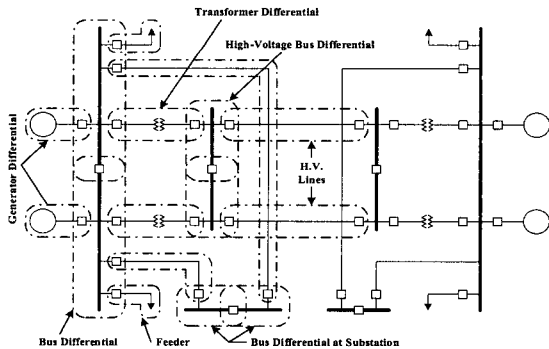 Transformer Differential
High-Voltage Bus Differential
Generator Differential
H.V.
Lines
Bus Differential
Feeder
Bus Differential at Substation